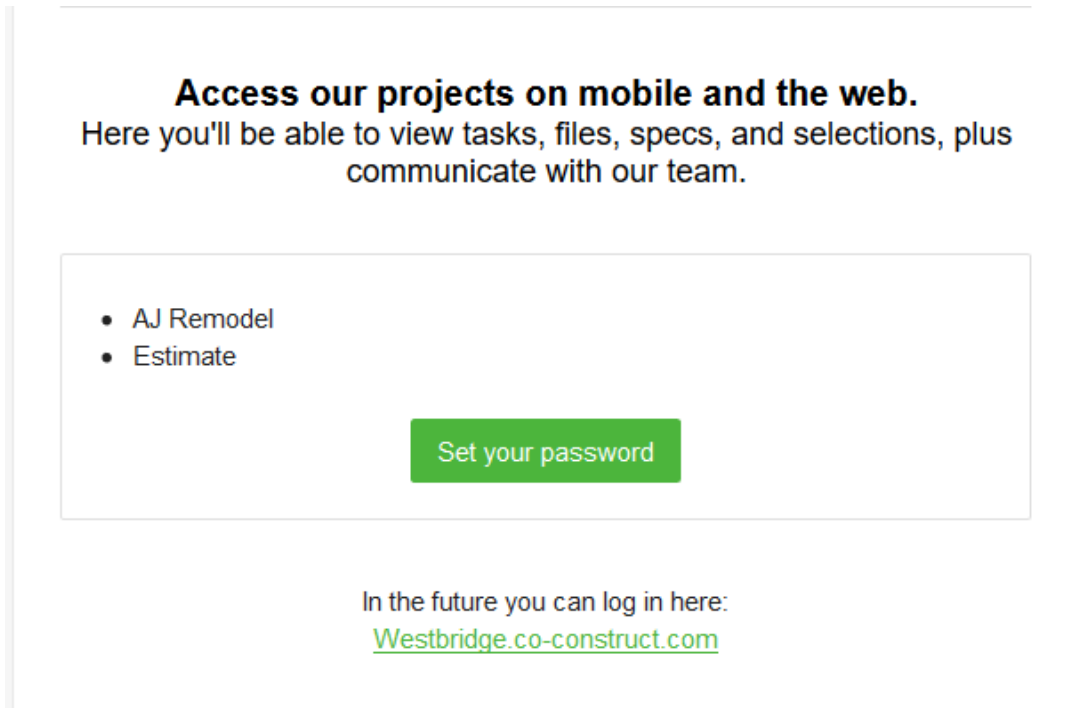 Access our projects on mobile and the web.
Here you'll be able to view tasks, files, specs, and selections, plus
communicate with our team.
• AJ Remodel
• Estimate
Set your password
In the future you can log in here:
Westbridge.co-construct.com